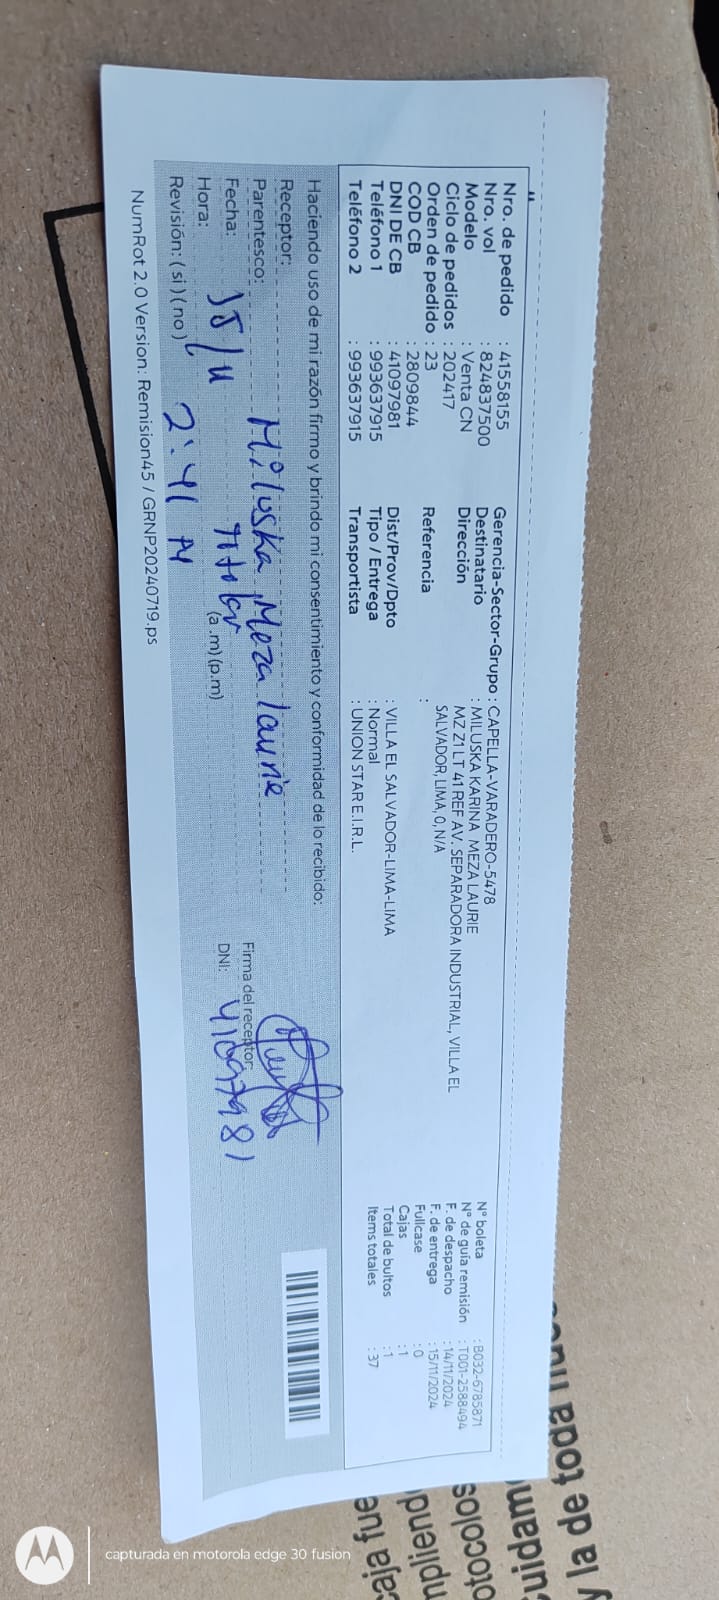 Nro. de pedido : 41558155
Nro. vol : 824837500
Modelo : Venta CN
Ciclo de pedidos : 202417
Orden de pedido : 23
COD CB : 2809844
DNI DE CB : 41097981
Teléfono 1 : 993637915
Teléfono 2 : 993637915
Gerencia-Sector-Grupo : CAPELLA-VARADERO-5478
Destinatario : MILUSKA KARINA MEZA LAURIE
Dirección : MZ Z1 LT 41 REF AV. SEPARADORA INDUSTRIAL, VILLA EL
SALVADOR, LIMA, 0, N/A
Referencia :
Dist/Prov/Dpto : VILLA EL SALVADOR-LIMA-LIMA
Tipo / Entrega : Normal
Transportista : UNION STAR E.I.R.L.
N° boleta : B032-6785871
N° de guía remisión : T001-2588494
F. de despacho : 14/11/2024
F. de entrega : 15/11/2024
Fullcase : 0
Cajas : 1
Total de bultos : 1
Items totales : 37
Haciendo uso de mi razón firmo y brindo mi consentimiento y conformidad de lo recibido:
Receptor: Miluska Meza Laurie
Parentesco: Titular
Fecha: 15/11
Hora: 2:41 (a.m)(p.m)
Revisión: (si)(no)
Firma del receptor:
DNI: 41097981
NumRot 2.0 Version: Remision45 / GRNP20240719.ps
y la
de toda
caja fue
capturada en motorola edge 30 fusion